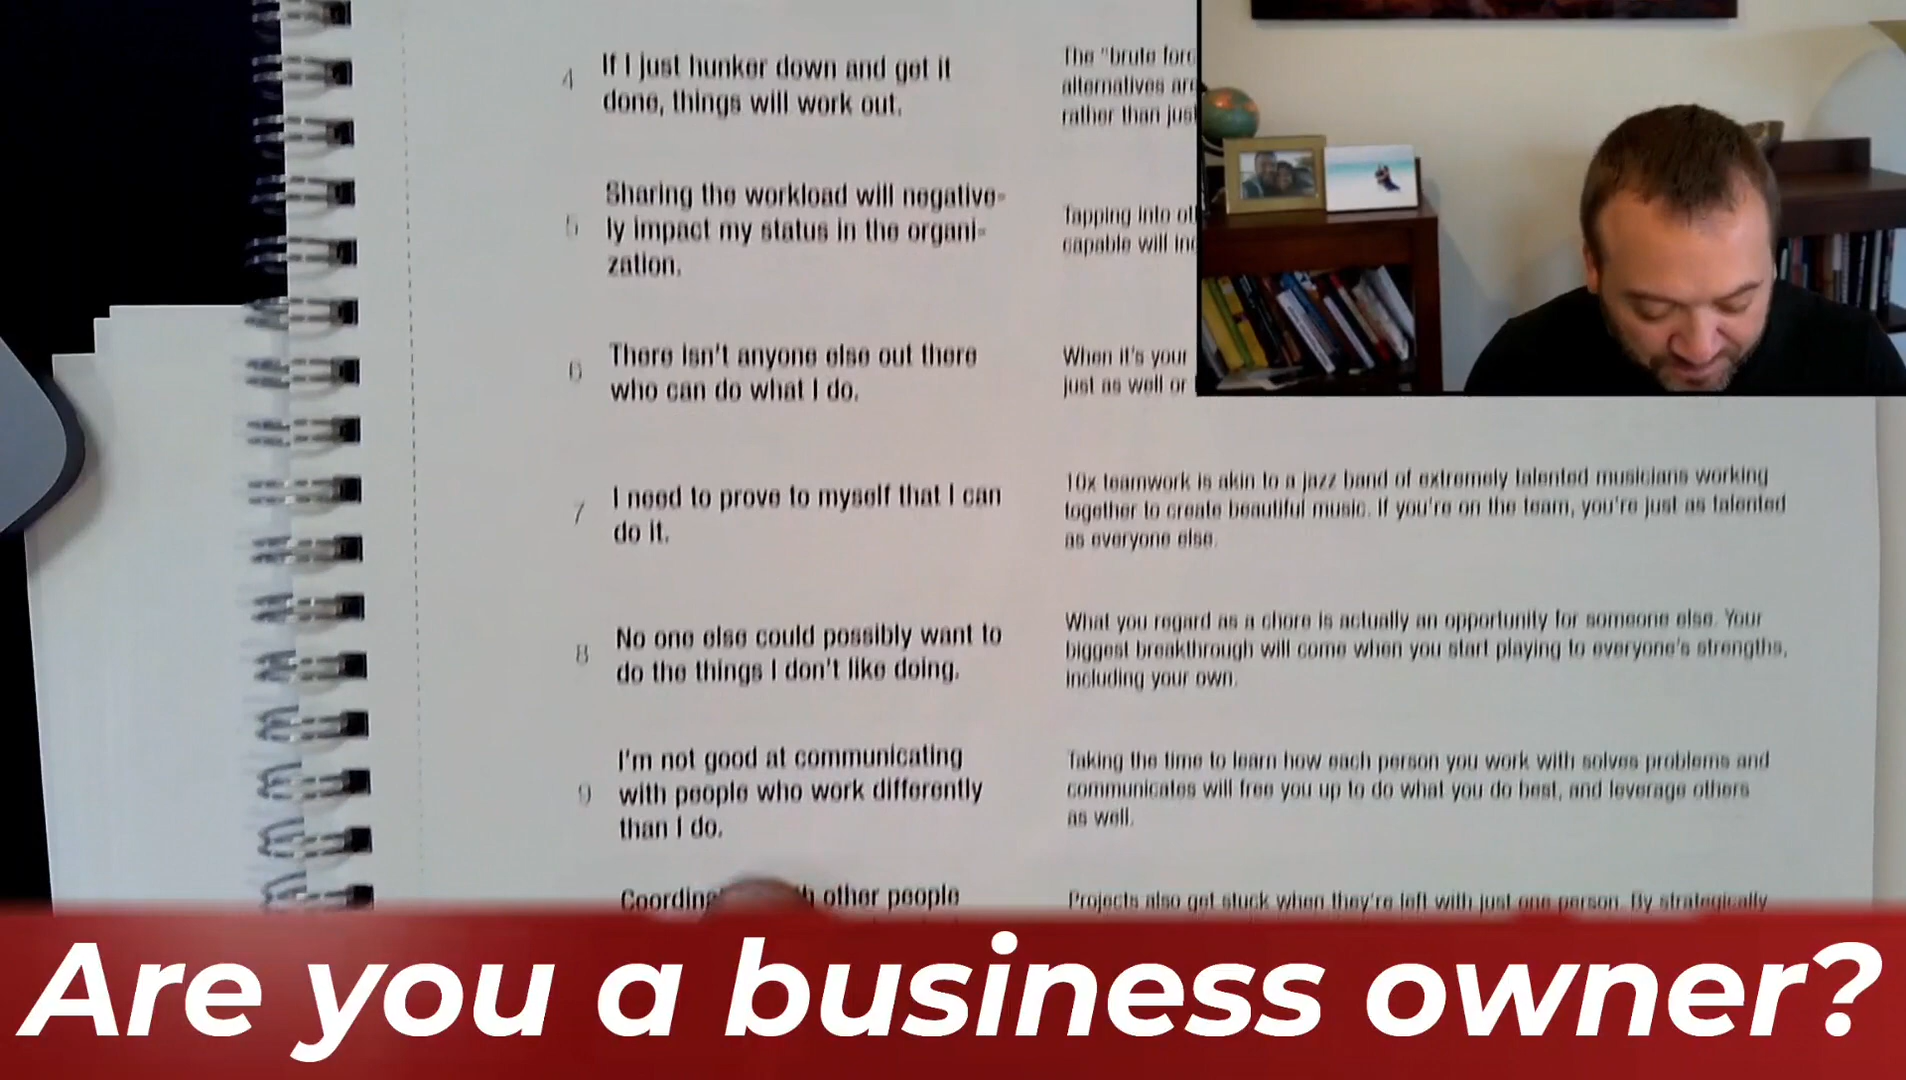 4
If I just hunker down and get it
done, things will work out.
The "brute
alternatives are
rather than just
5
Sharing the workload will negative-
ly impact my status in the organi-
zation.
Tapping into
capable will
6
There isn't anyone else out there
who can do what I do.
When it's your
just as well or
7
I need to prove to myself that I can
do it.
10x teamwork is akin to a jazz band of extremely talented musicians working
together to create beautiful music. If you're on the team, you're just as talented
as everyone else.
8
No one else could possibly want to
do the things I don't like doing.
What you regard as a chore is actually an opportunity for someone else. Your
biggest breakthrough will come when you start playing to everyone's strengths,
including your own.
9
I'm not good at communicating
with people who work differently
than I do.
Taking the time to learn how each person you work with solves problems and
communicates will free you up to do what you do best, and leverage others
as well.
other people
Projects also get stuck when they're left with just one person. By strategically
Are you a business owner?